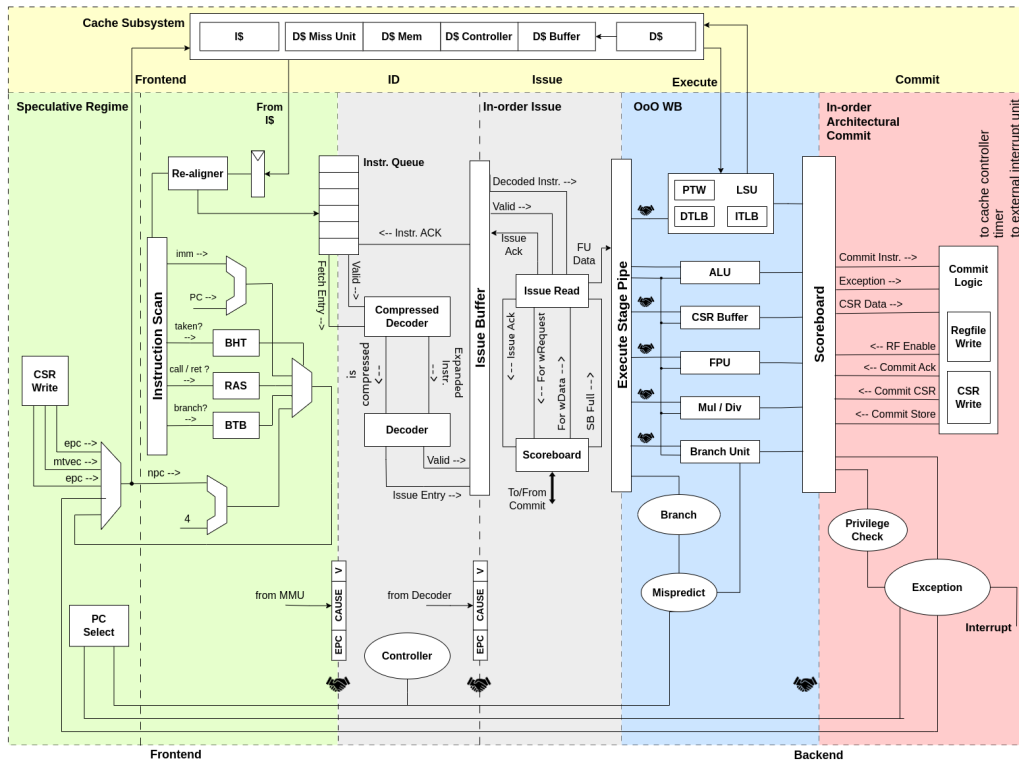 Cache Subsystem
I$
D$ Miss Unit
D$ Mem
D$ Controller
D$ Buffer
D$
Frontend
ID
Issue
Execute
Commit
Speculative Regime
From
I$
In-order Issue
OoO WB
In-order
Architectural
Commit
to cache controller
timer
to external interrupt unit
Re-aligner
Instr. Queue
<-- Instr. ACK
Fetch Entry -->
Valid -->
Instruction Scan
imm -->
PC -->
taken?
-->
BHT
call / ret ?
-->
RAS
branch?
-->
BTB
CSR
Write
epc -->
mtvec -->
epc -->
npc -->
4
Compressed
Decoder
is
compressed
<---
Expanded
Instr.
<---
Decoder
Valid -->
Issue Entry -->
Issue Buffer
Decoded Instr. -->
Valid -->
Issue
Ack
FU
Data
Issue Read
<-- Issue Ack
<-- For wRequest
For wData -->
SB Full -->
Scoreboard
To/From
Commit
Execute Stage Pipe
PTW
LSU
DTLB
ITLB
ALU
CSR Buffer
FPU
Mul / Div
Branch Unit
Branch
Mispredict
Scoreboard
Commit Instr. -->
Exception -->
CSR Data -->
<-- RF Enable
<-- Commit Ack
<-- Commit CSR
<-- Commit Store
Commit
Logic
Regfile
Write
CSR
Write
Privilege
Check
Exception
Interrupt
PC
Select
from MMU
V
CAUSE
EPC
from Decoder
V
CAUSE
EPC
Controller
Frontend
Backend